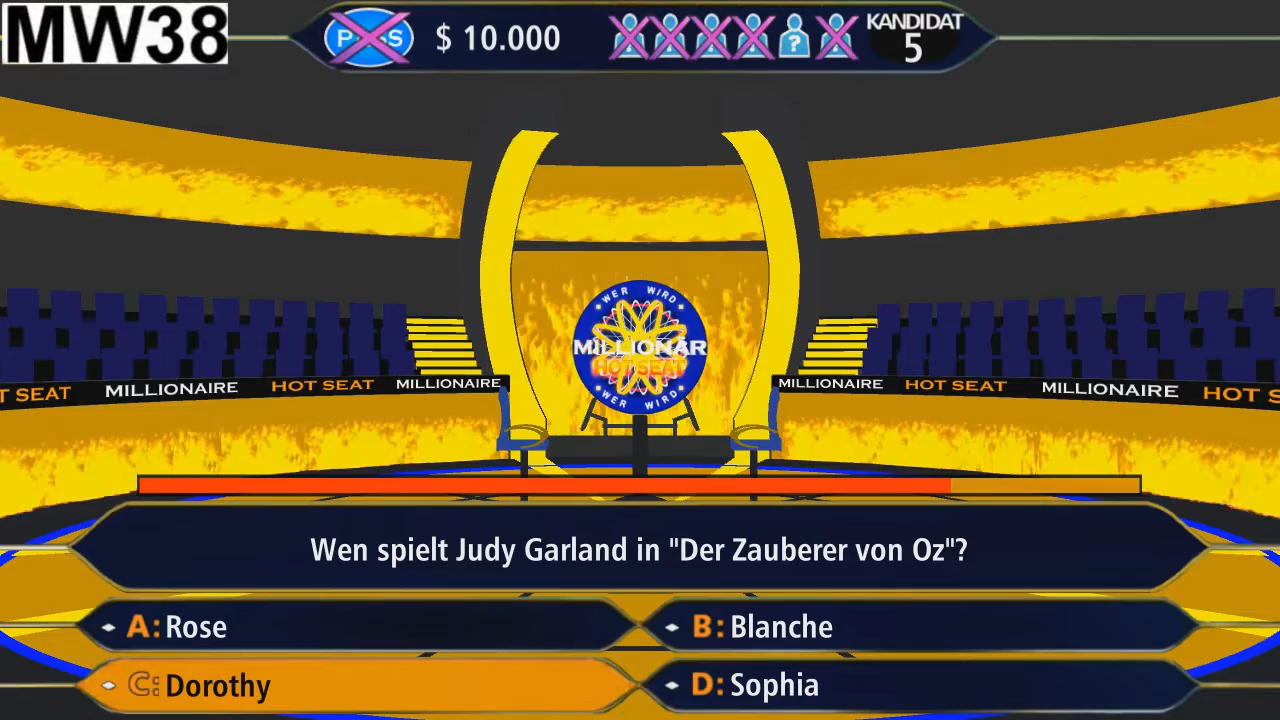 MW38
$ 10.000
?
KANDIDAT
5
WER WIRD
MILLIONÄR
HOT SEAT
WER WIRD
T SEAT MILLIONAIRE HOT SEAT MILLIONAIRE
MILLIONAIRE HOT SEAT MILLIONAIRE HOT S
Wen spielt Judy Garland in "Der Zauberer von Oz"?
A: Rose
B: Blanche
C: Dorothy
D: Sophia